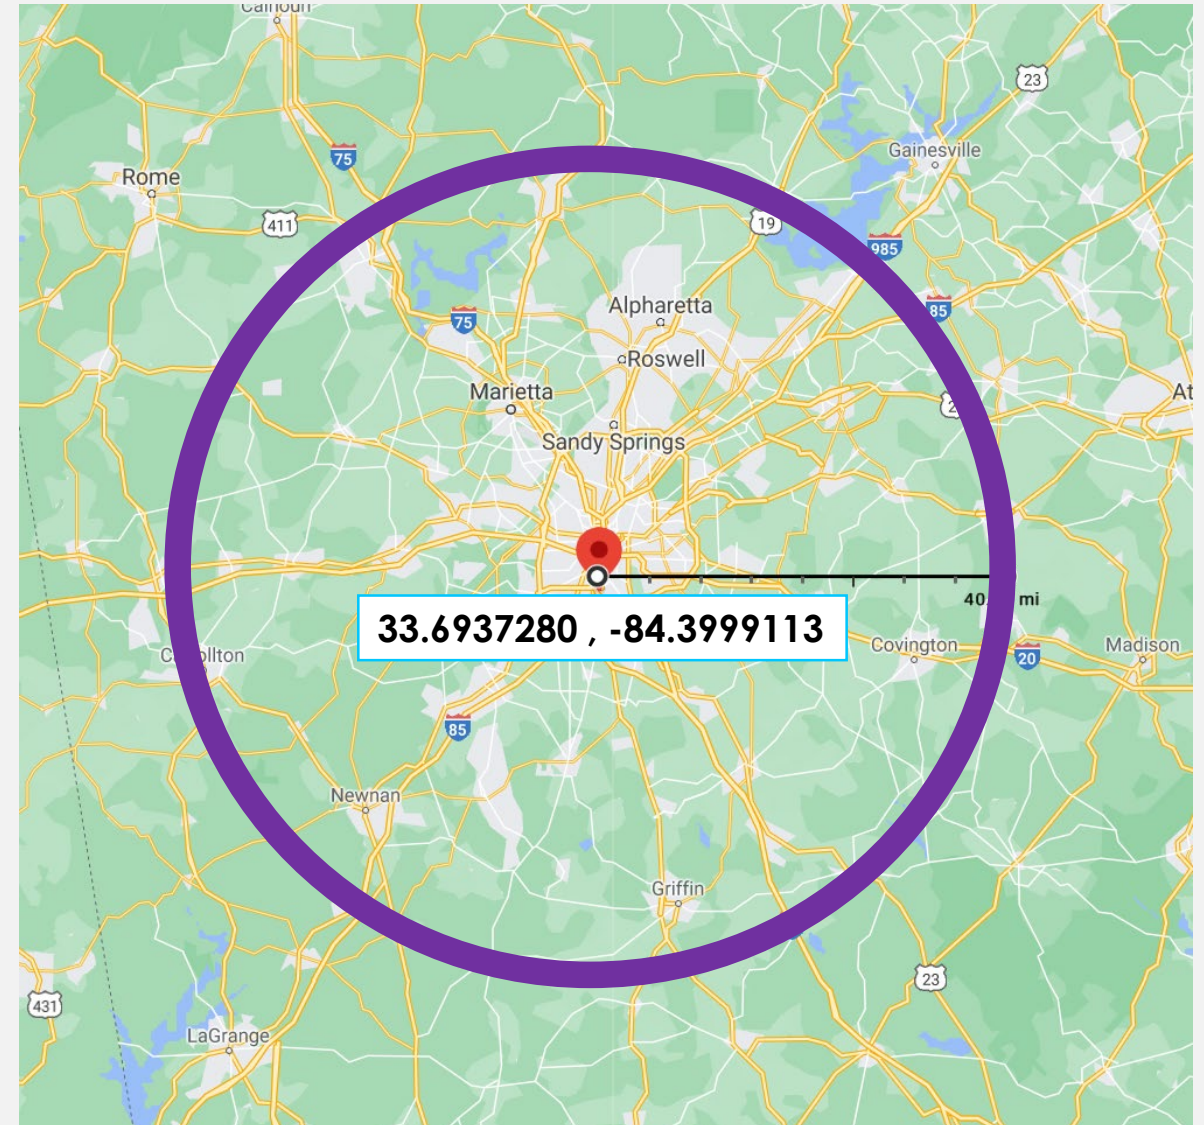 Calhoun
23
Gainesville
75
Rome
411
19
985
Alpharetta
85
75
Roswell
Marietta
Sandy Springs
mi
33.6937280 , -84.3999113
Covington
Madison
20
85
Newnan
Griffin
23
431
LaGrange